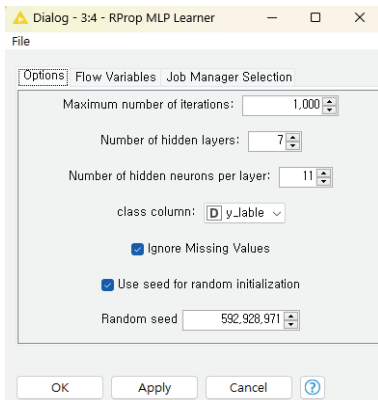 Dialog - 3:4 - RProp MLP Learner
File
Options Flow Variables Job Manager Selection
Maximum number of iterations: 1,000
Number of hidden layers: 7
Number of hidden neurons per layer: 11
class column: D y_lable
Ignore Missing Values
Use seed for random initialization
Random seed 592,928,971
OK Apply Cancel ?